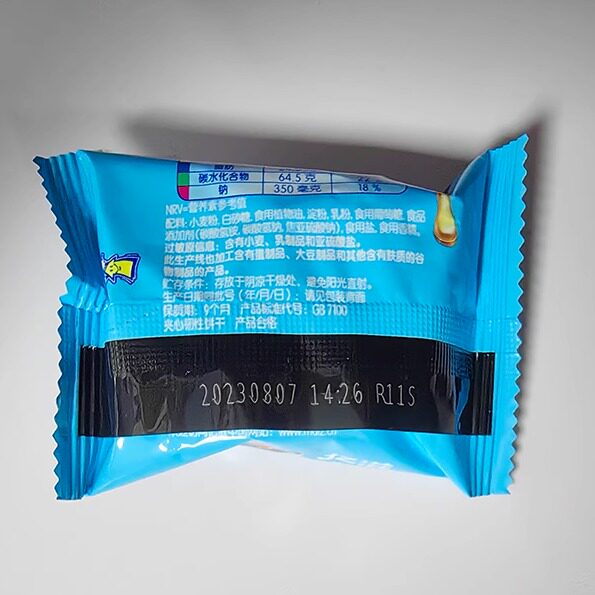 碳水化合物 64.5 克 22 %
钠 350 毫克 18 %
NRV=营养素参考值
配料: 小麦粉, 白砂糖, 食用植物油, 淀粉, 乳粉, 食用葡萄糖, 食品
添加剂(碳酸氢铵, 碳酸氢钠, 焦亚硫酸钠), 食用盐, 食用香精,
过敏原信息: 含有小麦、乳制品和亚硫酸盐。
此生产线也加工含有蛋制品、大豆制品和其他含有麸质的谷
物制品的产品。
贮存条件: 存放于阴凉干燥处, 避免阳光直射。
生产日期和批号 (年/月/日): 请见包装背面
保质期: 9个月 产品标准代号: GB 7100
夹心韧性饼干 产品合格
20230807 14:26 R11S